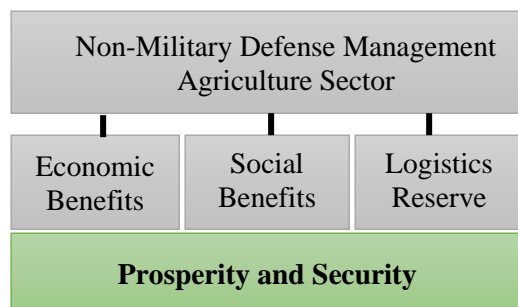 Non-Military Defense Management
Agriculture Sector
Economic
Benefits
Social
Benefits
Logistics
Reserve
Prosperity and Security